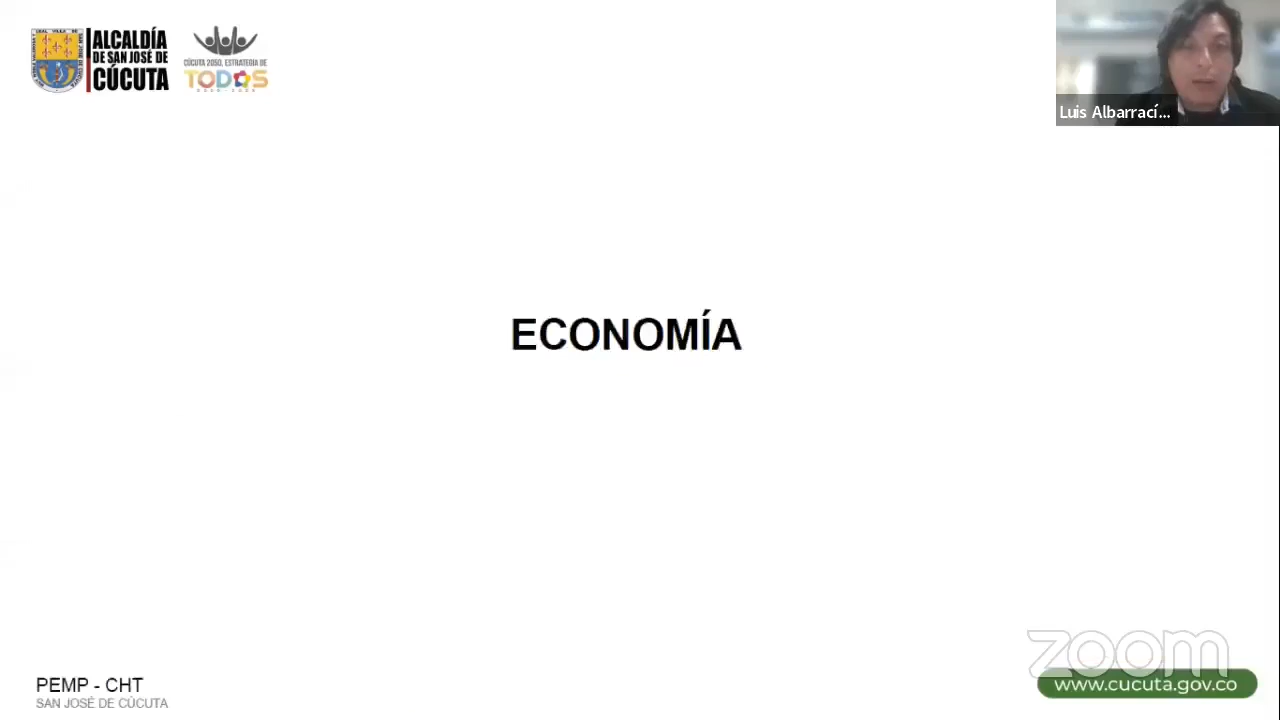 ALCALDÍA
DE SAN JOSÉ DE
CÚCUTA
CÚCUTA 2050, ESTRATEGIA DE
TODOS
Luis Albarrací...
ECONOMÍA
zoom
www.cucuta.gov.co
PEMP - CHT
SAN JOSÉ DE CÚCUTA